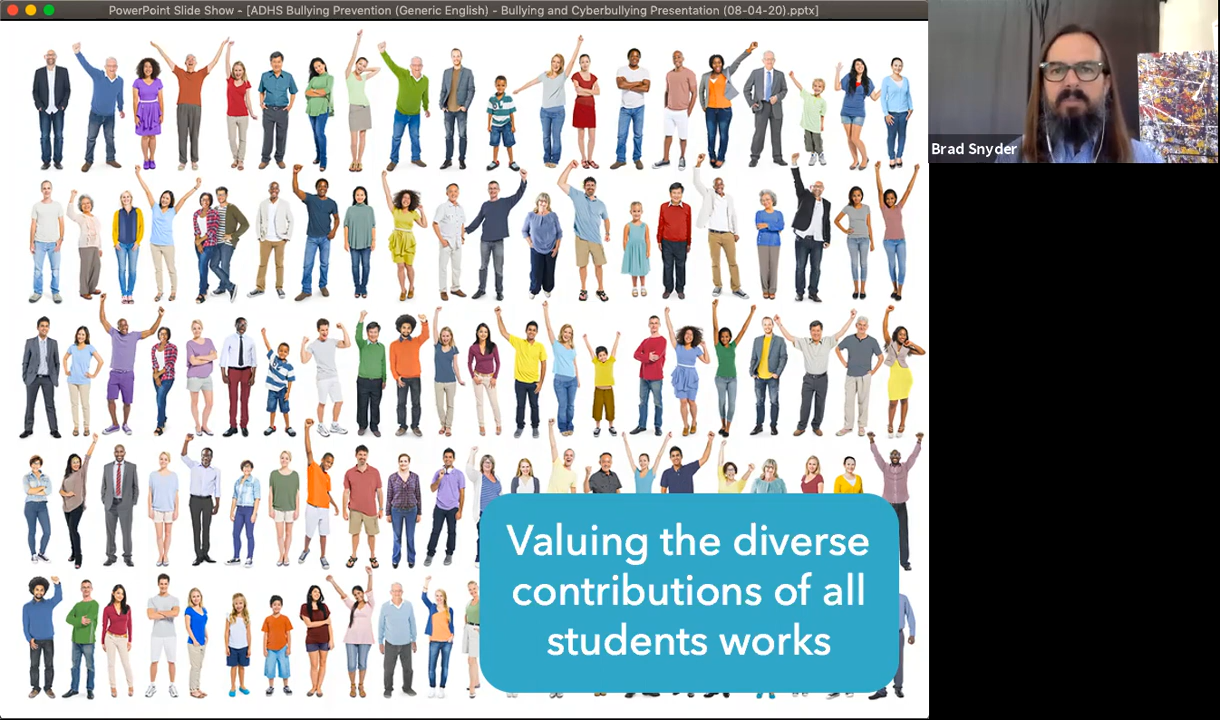 PowerPoint Slide Show - [ADHS Bullying Prevention (Generic English) - Bullying and Cyberbullying Presentation (08-04-20).pptx]
Brad Snyder
Valuing the diverse
contributions of all
students works